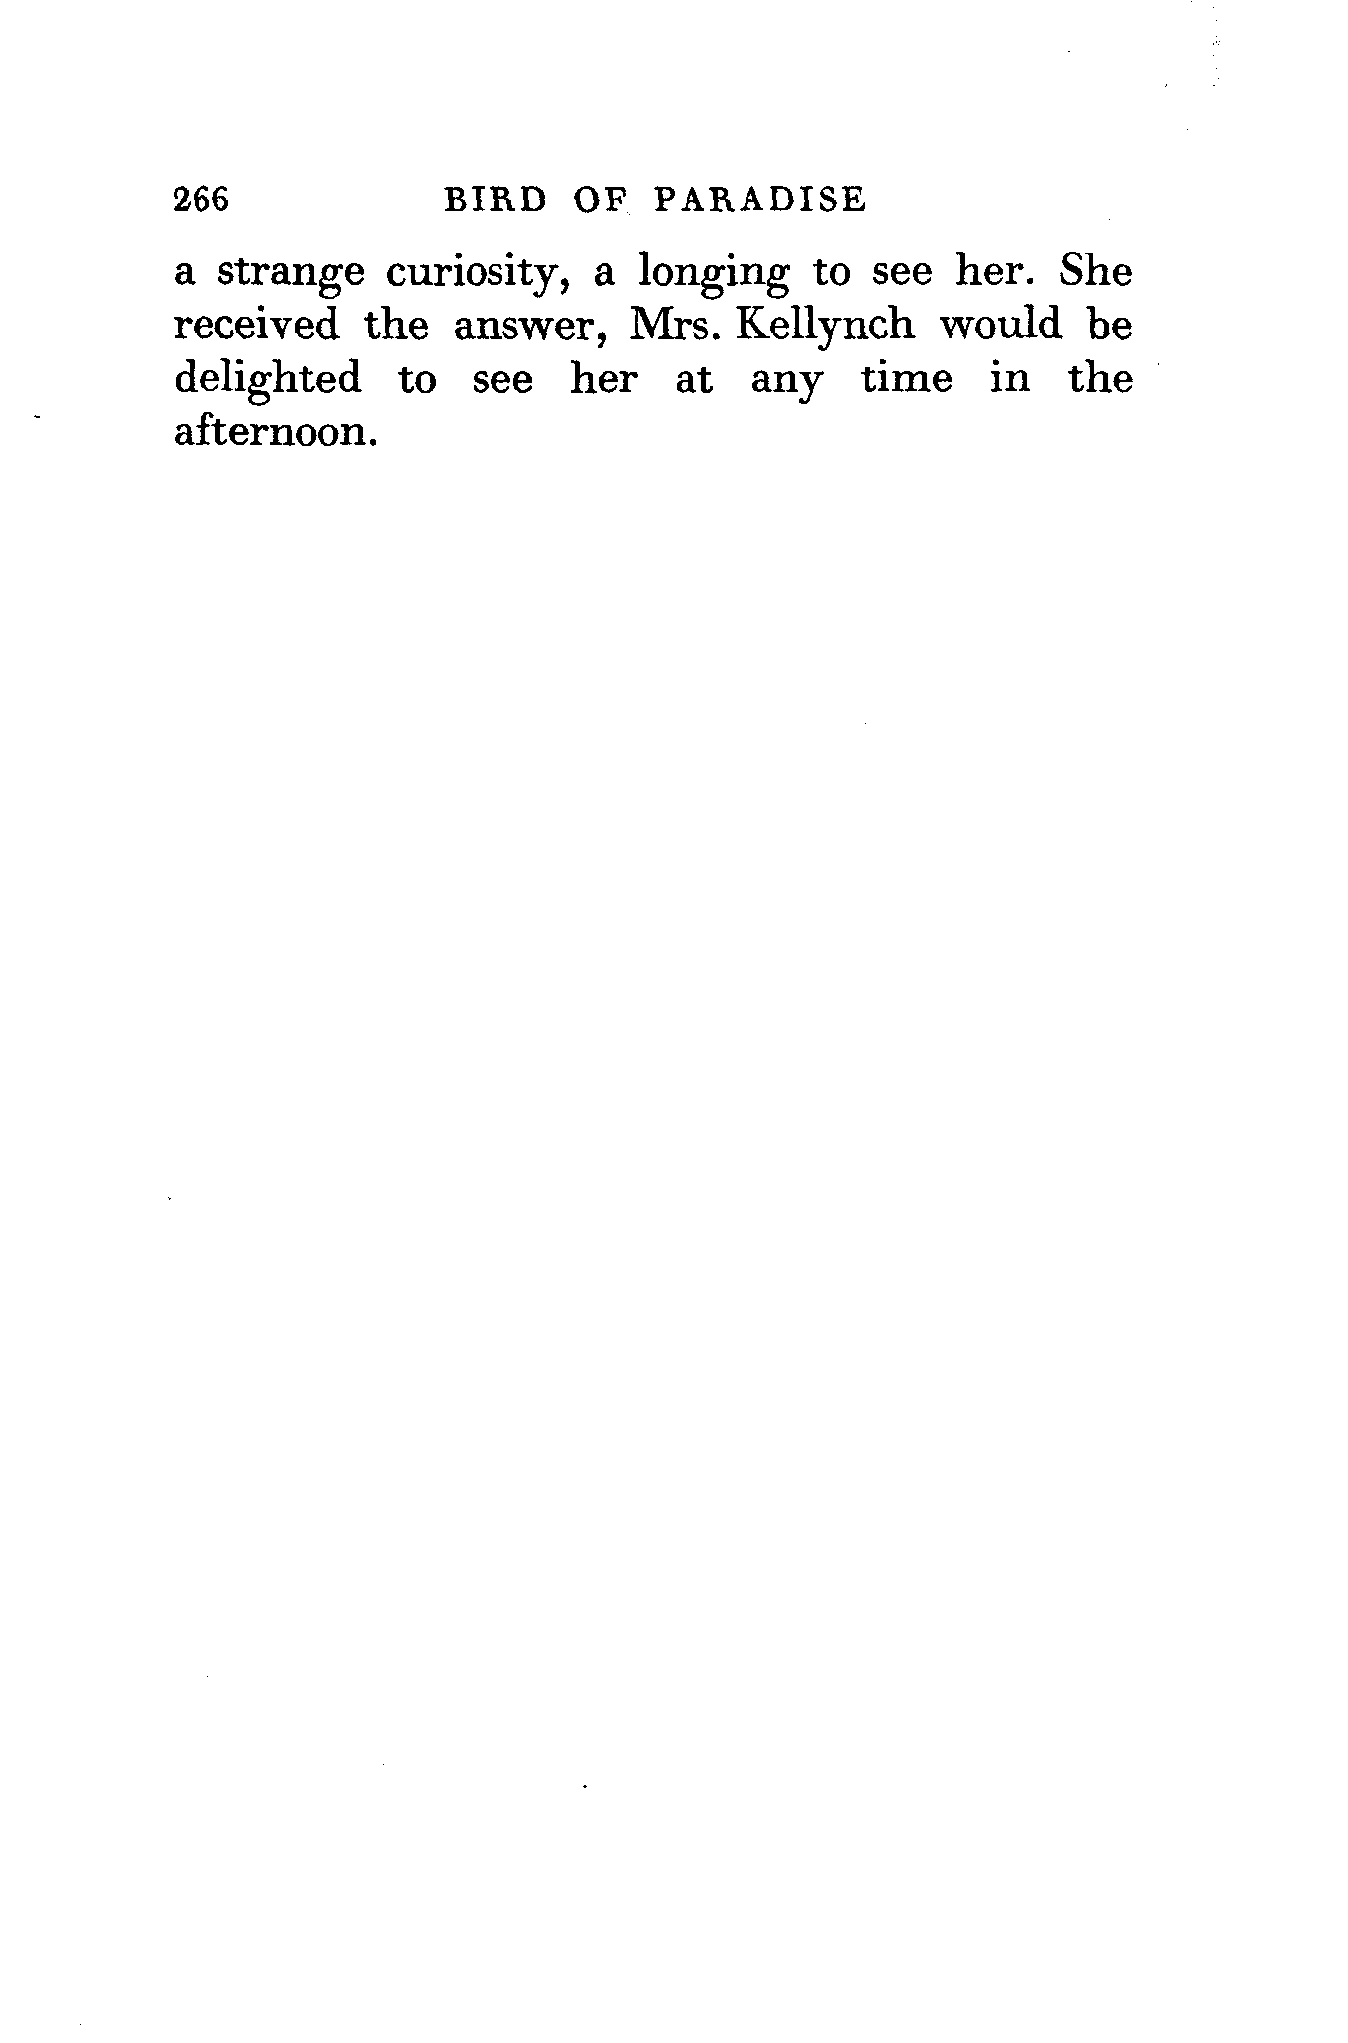 266 BIRD OF PARADISE
a strange curiosity, a longing to see her. She
received the answer, Mrs. Kellynch would be
delighted to see her at any time in the
afternoon.